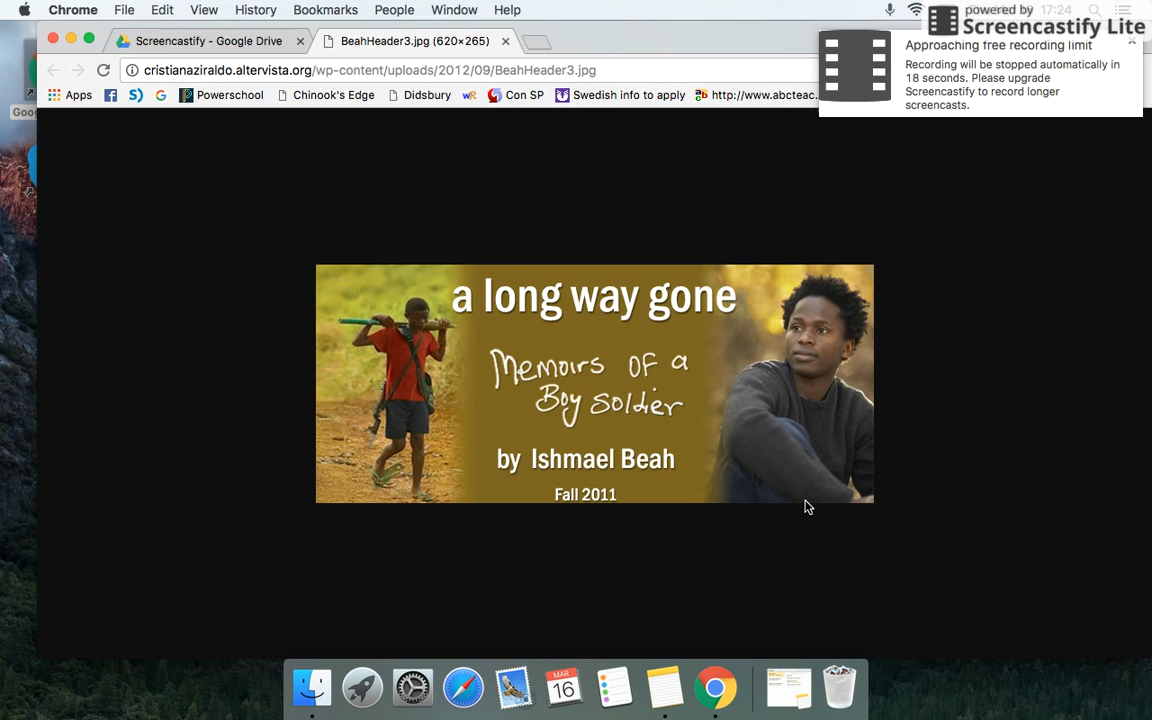 Chrome File Edit View History Bookmarks People Window Help 17:24
powered by
Screencastify Lite
Screencastify - Google Drive
BeahHeader3.jpg (620×265)
Approaching free recording limit
Recording will be stopped automatically in
18 seconds. Please upgrade
Screencastify to record longer
screencasts.
cristianaziraldo.altervista.org/wp-content/uploads/2012/09/BeahHeader3.jpg
Apps Powerschool Chinook's Edge Didsbury Con SP Swedish info to apply http://www.abcteac...
a long way gone
Memoirs of a
Boy Soldier
by Ishmael Beah
Fall 2011
MAR
16